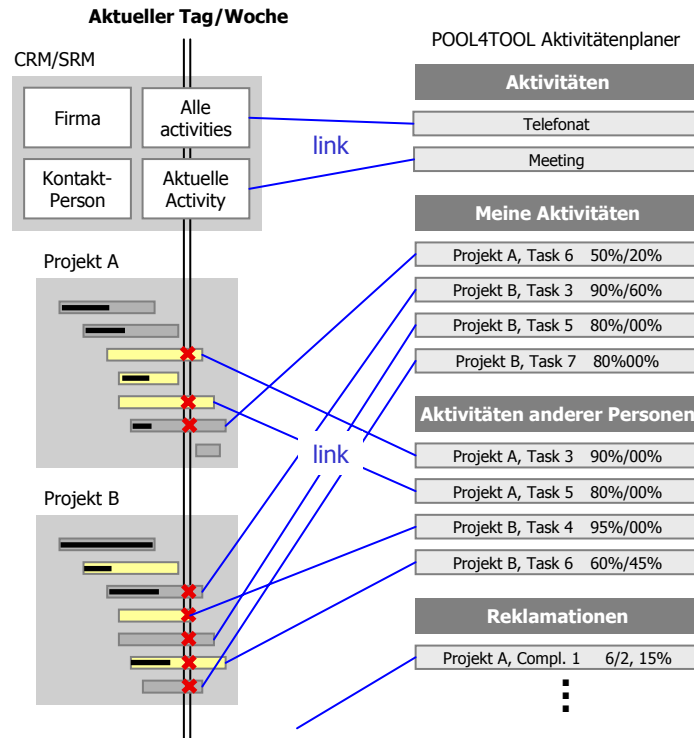 Aktueller Tag/Woche
CRM/SRM
Firma
Alle
activities
Kontakt-
Person
Aktuelle
Activity
link
Projekt A
link
Projekt B
POOL4TOOL Aktivitätenplaner
Aktivitäten
Telefonat
Meeting
Meine Aktivitäten
Projekt A, Task 6 50%/20%
Projekt B, Task 3 90%/60%
Projekt B, Task 5 80%/00%
Projekt B, Task 7 80%00%
Aktivitäten anderer Personen
Projekt A, Task 3 90%/00%
Projekt A, Task 5 80%/00%
Projekt B, Task 4 95%/00%
Projekt B, Task 6 60%/45%
Reklamationen
Projekt A, Compl. 1 6/2, 15%